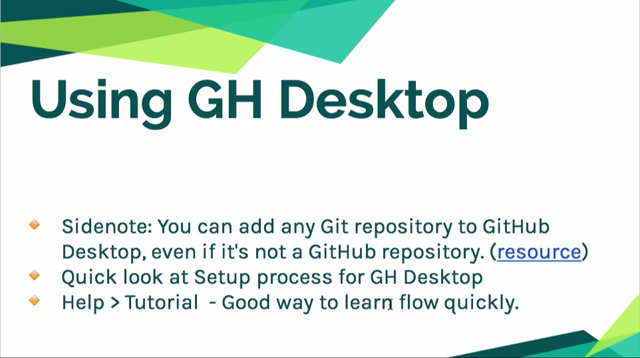 Using GH Desktop
Sidenote: You can add any Git repository to GitHub
Desktop, even if it's not a GitHub repository. (resource)
Quick look at Setup process for GH Desktop
Help > Tutorial - Good way to learn flow quickly.